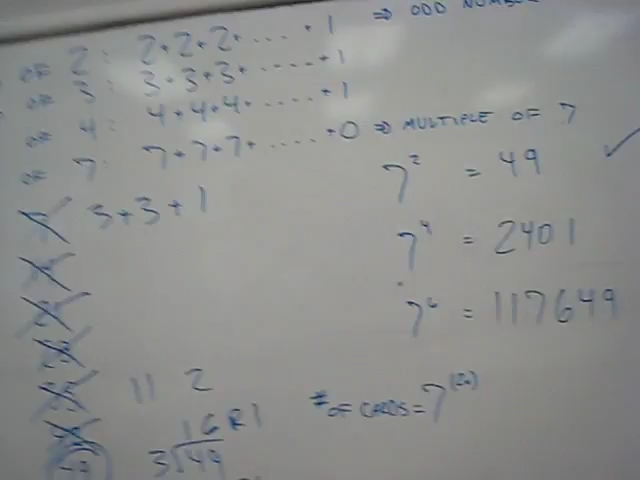 OF 2: 2+2+2+....+1 ⇒ ODD NUMBE
OF 3: 3+3+3+....+1
OF 4: 4+4+4+....+1
OF 7: 7+7+7+....+0 ⇒ MULTIPLE OF 7
7² = 49 ✓
3+3+1
7⁴ = 2401
7⁶ = 117649
11 2
# OF CARDS = 7
16 R1
3)49